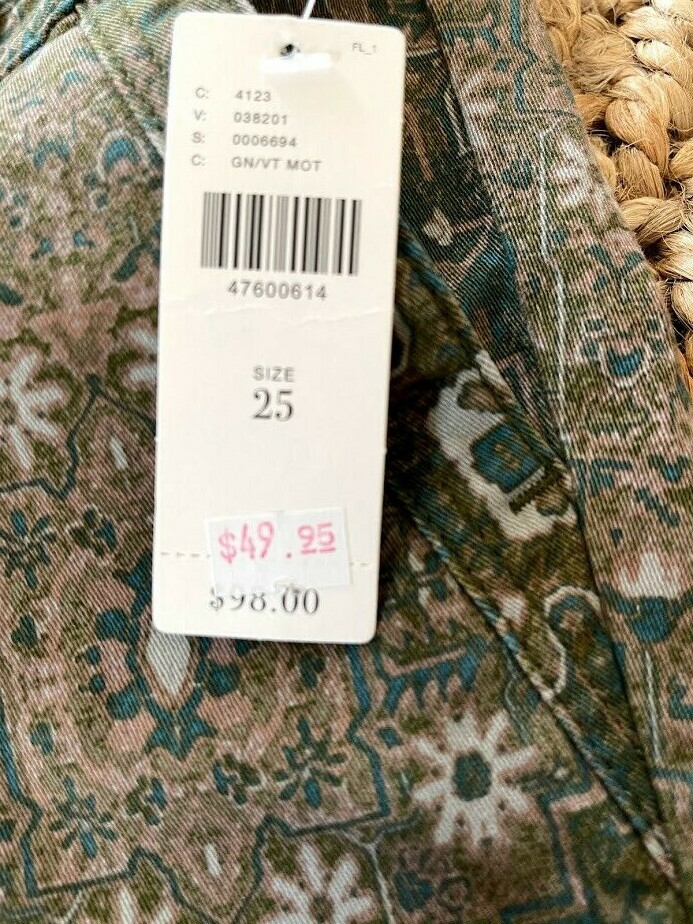 FL_1
C: 4123
V: 038201
S: 0006694
C: GN/VT MOT
47600614
SIZE
25
$49.95
$98.00